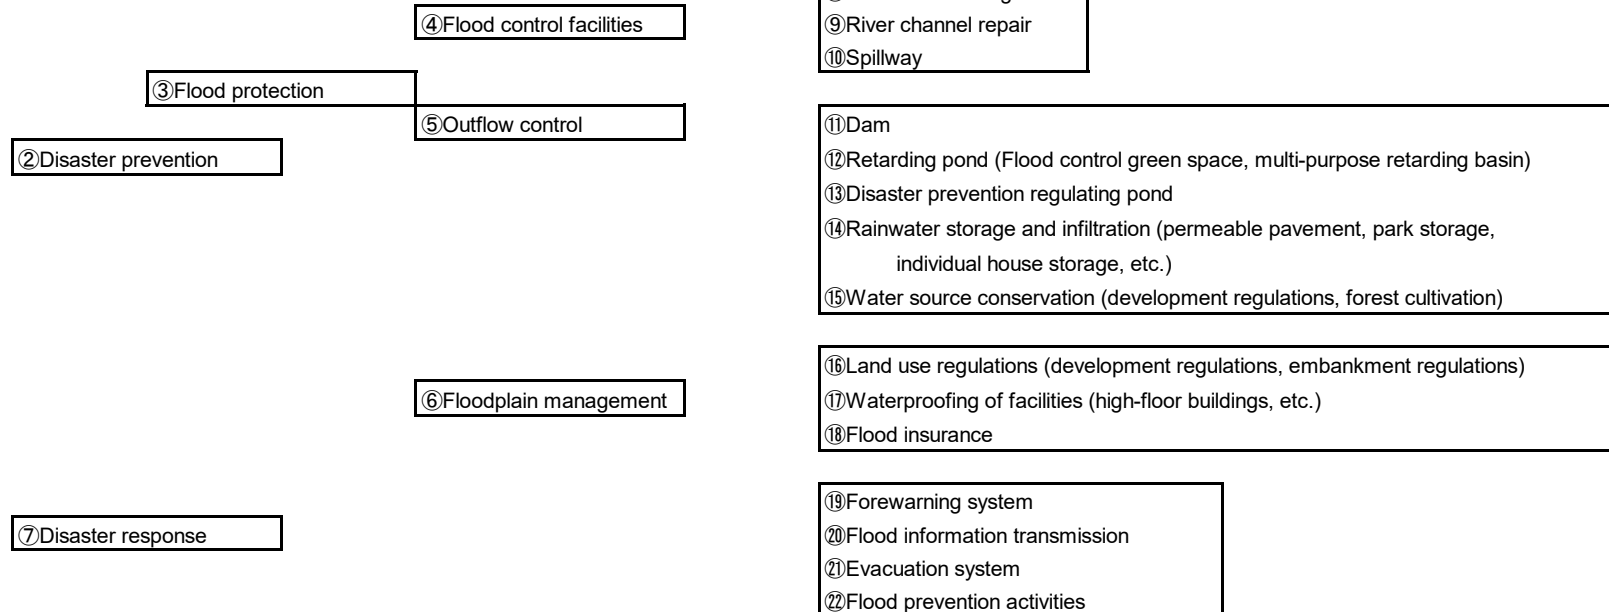 ④Flood control facilities
⑨River channel repair
⑩Spillway
③Flood protection
⑤Outflow control
②Disaster prevention
⑪Dam
⑫Retarding pond (Flood control green space, multi-purpose retarding basin)
⑬Disaster prevention regulating pond
⑭Rainwater storage and infiltration (permeable pavement, park storage,
individual house storage, etc.)
⑮Water source conservation (development regulations, forest cultivation)
⑯Land use regulations (development regulations, embankment regulations)
⑥Floodplain management
⑰Waterproofing of facilities (high-floor buildings, etc.)
⑱Flood insurance
⑲Forewarning system
⑦Disaster response
⑳Flood information transmission
㉑Evacuation system
㉒Flood prevention activities